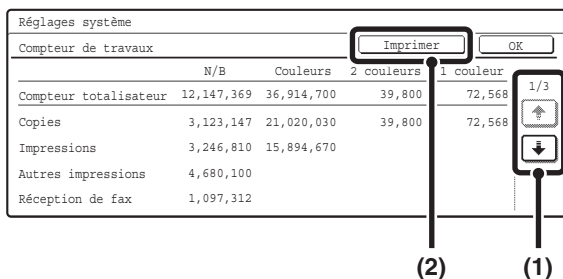 Réglages système
Compteur de travaux Imprimer OK
N/B Couleurs 2 couleurs 1 couleur
1/3
Compteur totalisateur 12,147,369 36,914,700 39,800 72,568
Copies 3,123,147 21,020,030 39,800 72,568
Impressions 3,246,810 15,894,670
Autres impressions 4,680,100
Réception de fax 1,097,312
(2) (1)